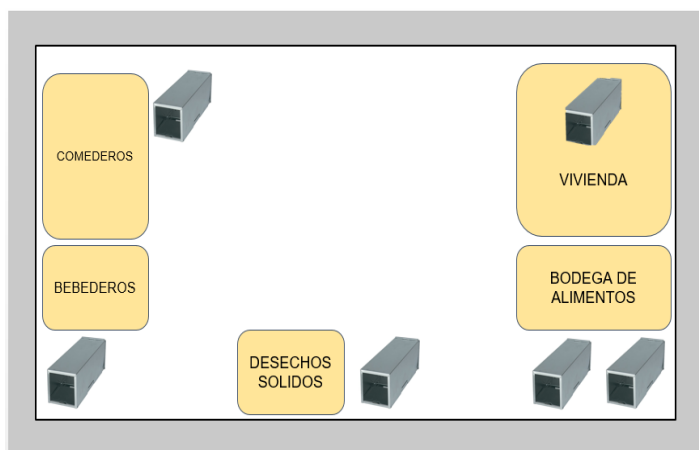 COMEDEROS
VIVIENDA
BEBEDEROS
BODEGA DE
ALIMENTOS
DESECHOS
SOLIDOS